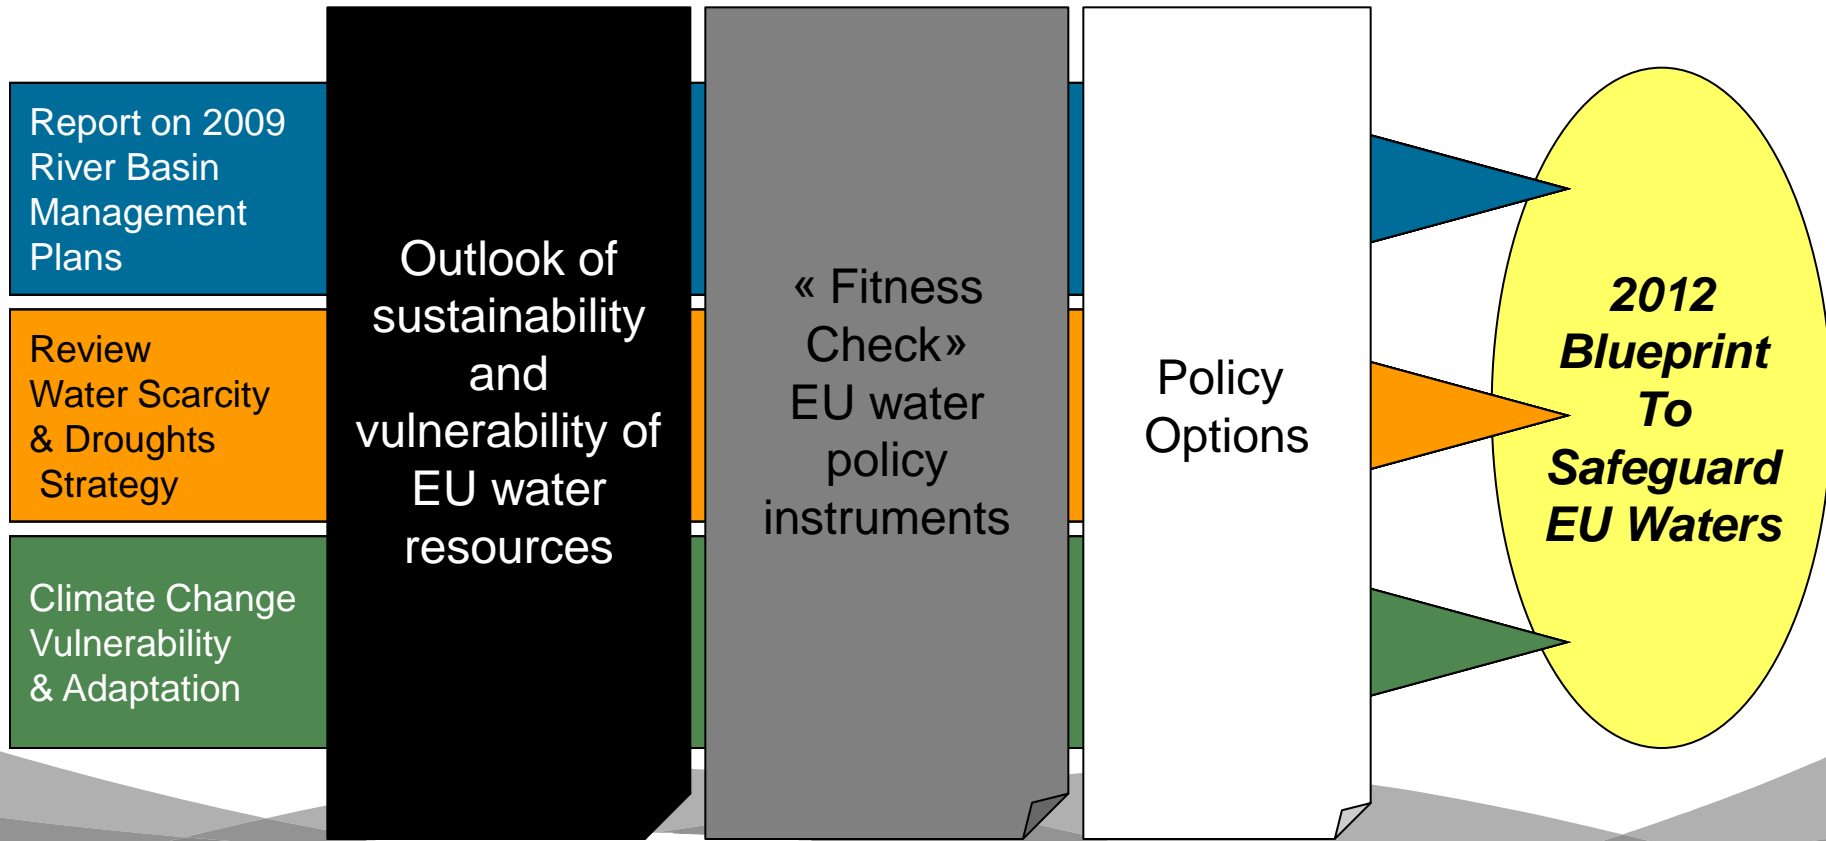 Report on 2009
River Basin
Management
Plans
Review
Water Scarcity
& Droughts
Strategy
Climate Change
Vulnerability
& Adaptation
Outlook of
sustainability
and
vulnerability of
EU water
resources
« Fitness
Check»
EU water
policy
instruments
Policy
Options
2012
Blueprint
To
Safeguard
EU Waters